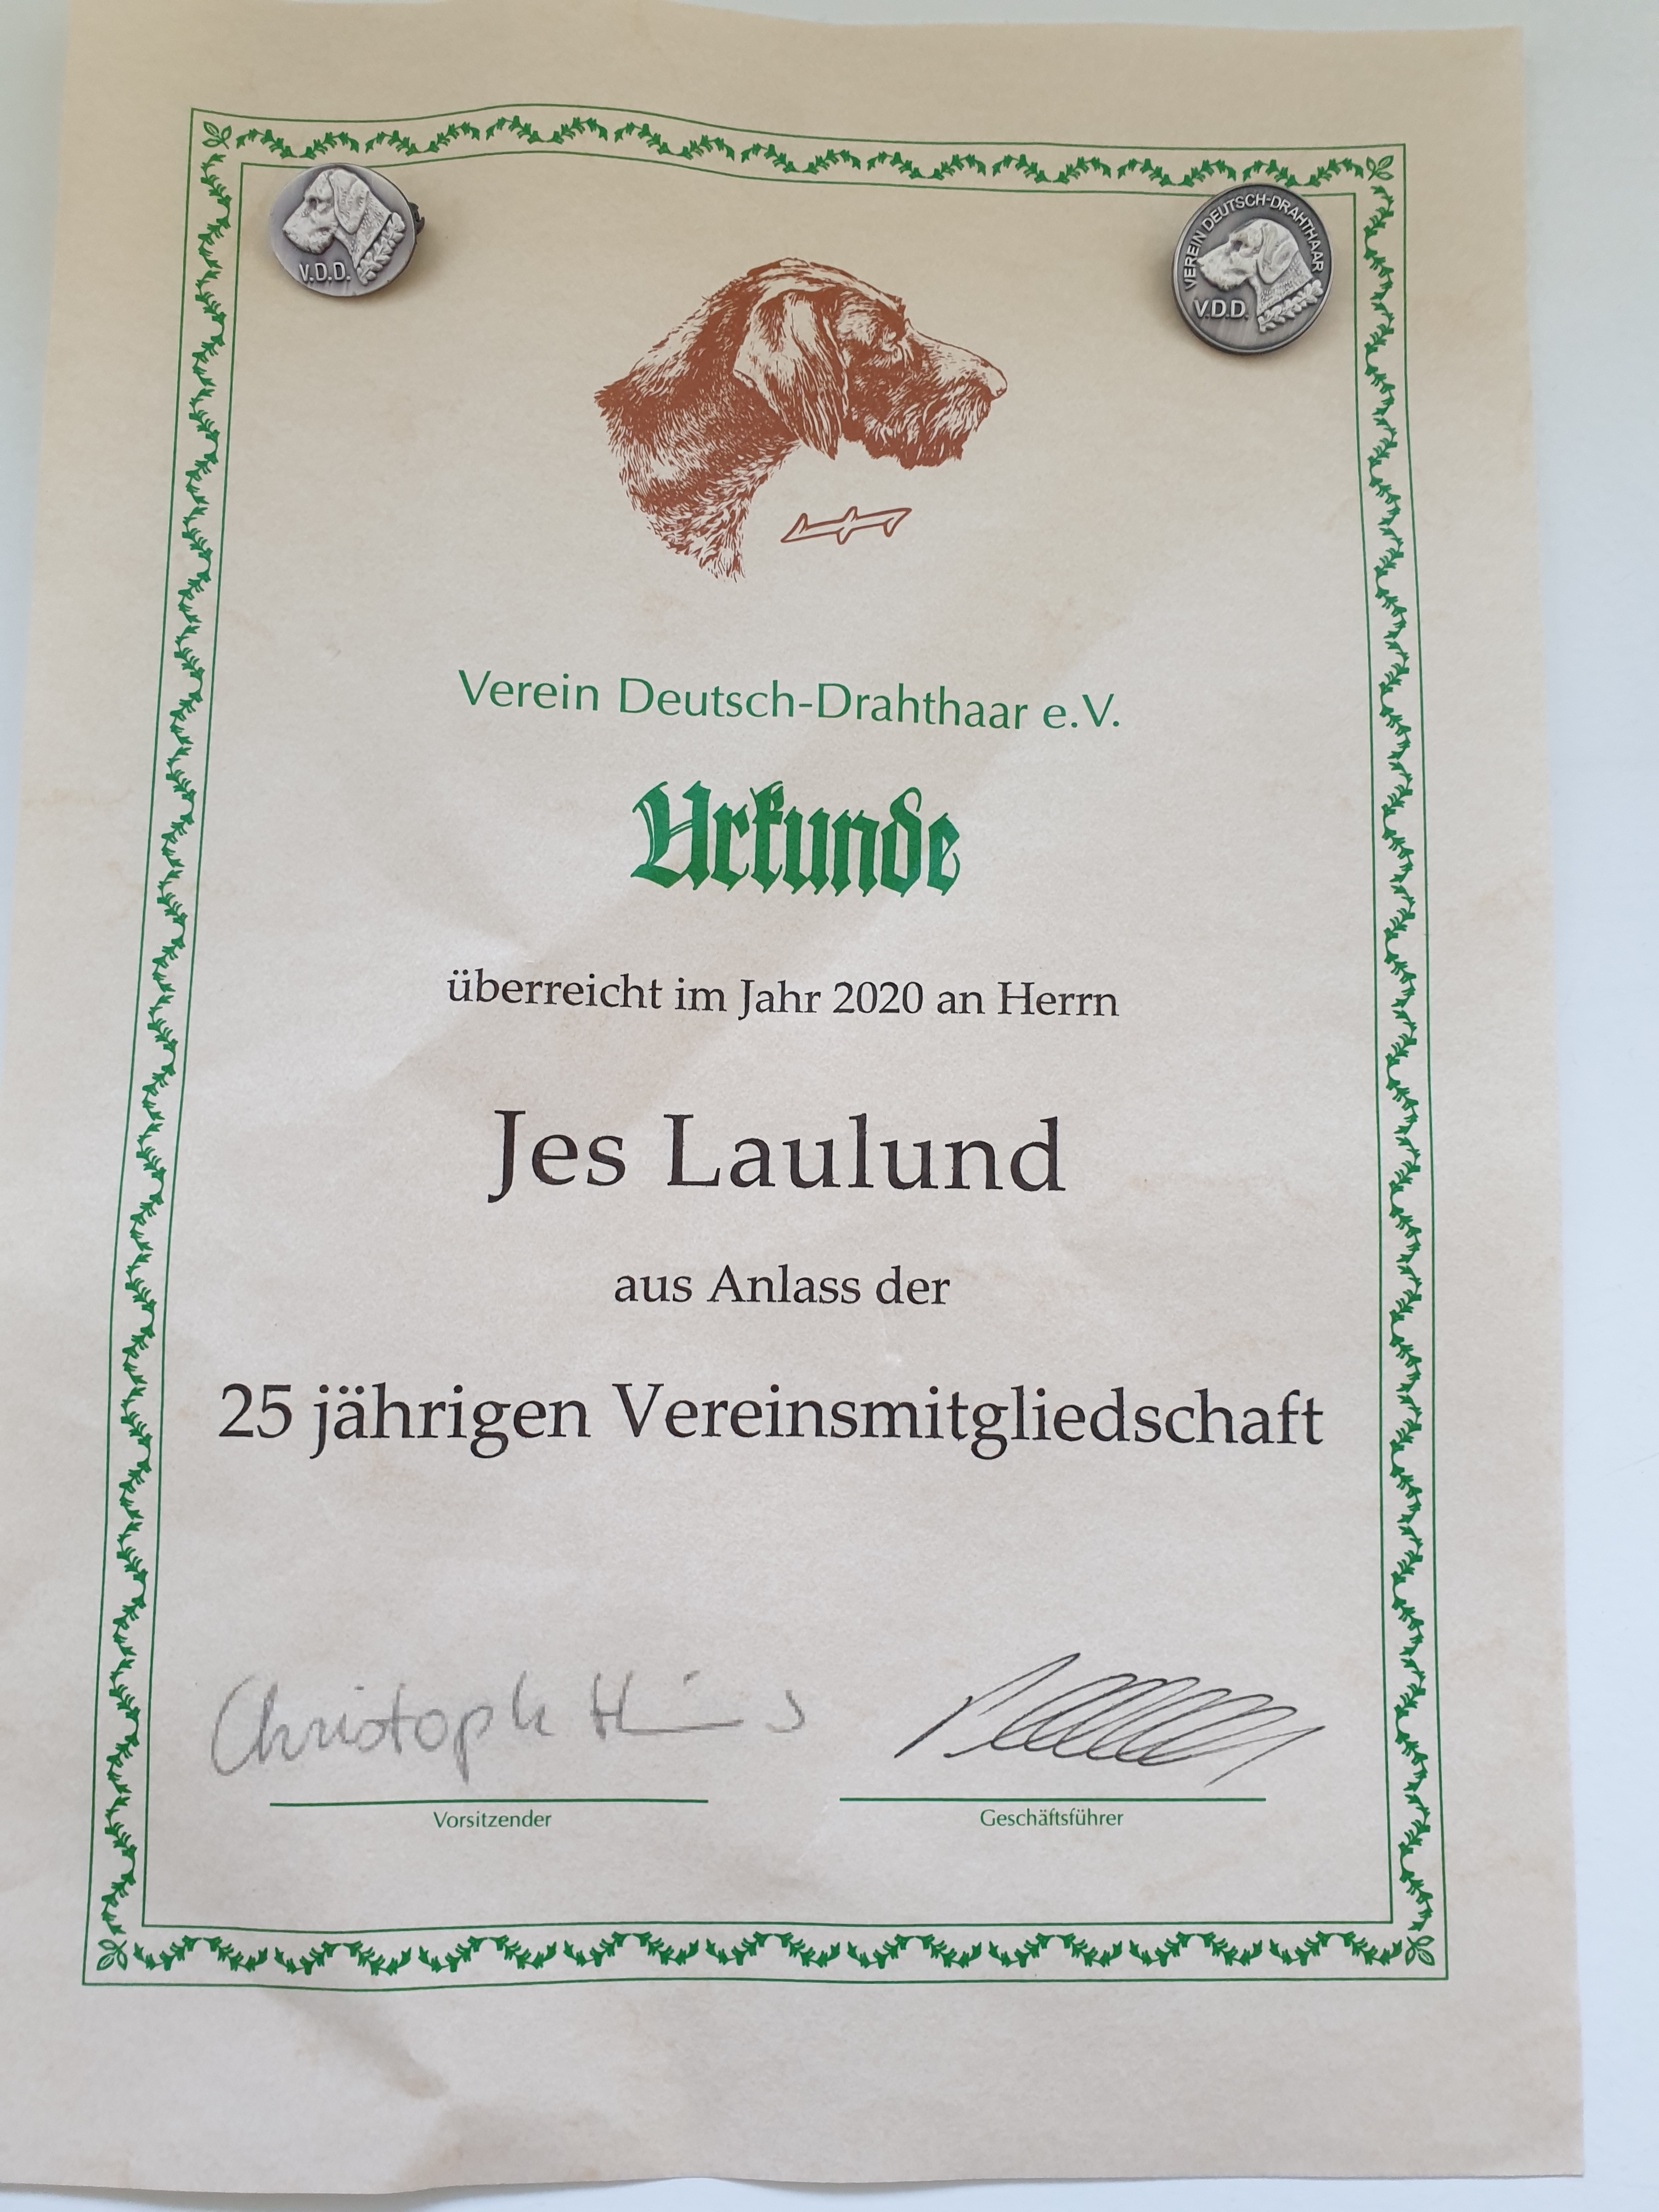 V.D.D.
VEREIN DEUTSCH-DRAHTHAAR
V.D.D.
Verein Deutsch-Drahthaar e.V.
Urkunde
überreicht im Jahr 2020 an Herrn
Jes Laulund
aus Anlass der
25 jährigen Vereinsmitgliedschaft
Christoph
Vorsitzender
Geschäftsführer